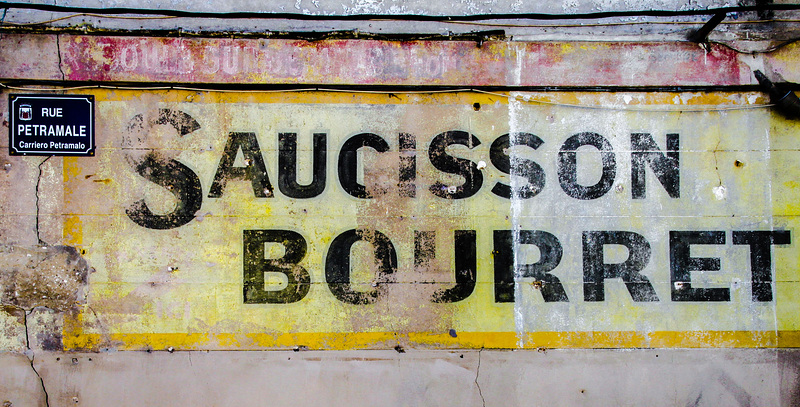 RUE
PETRAMALE
Carriero Petramalo
SAUCISSON
BOURRET